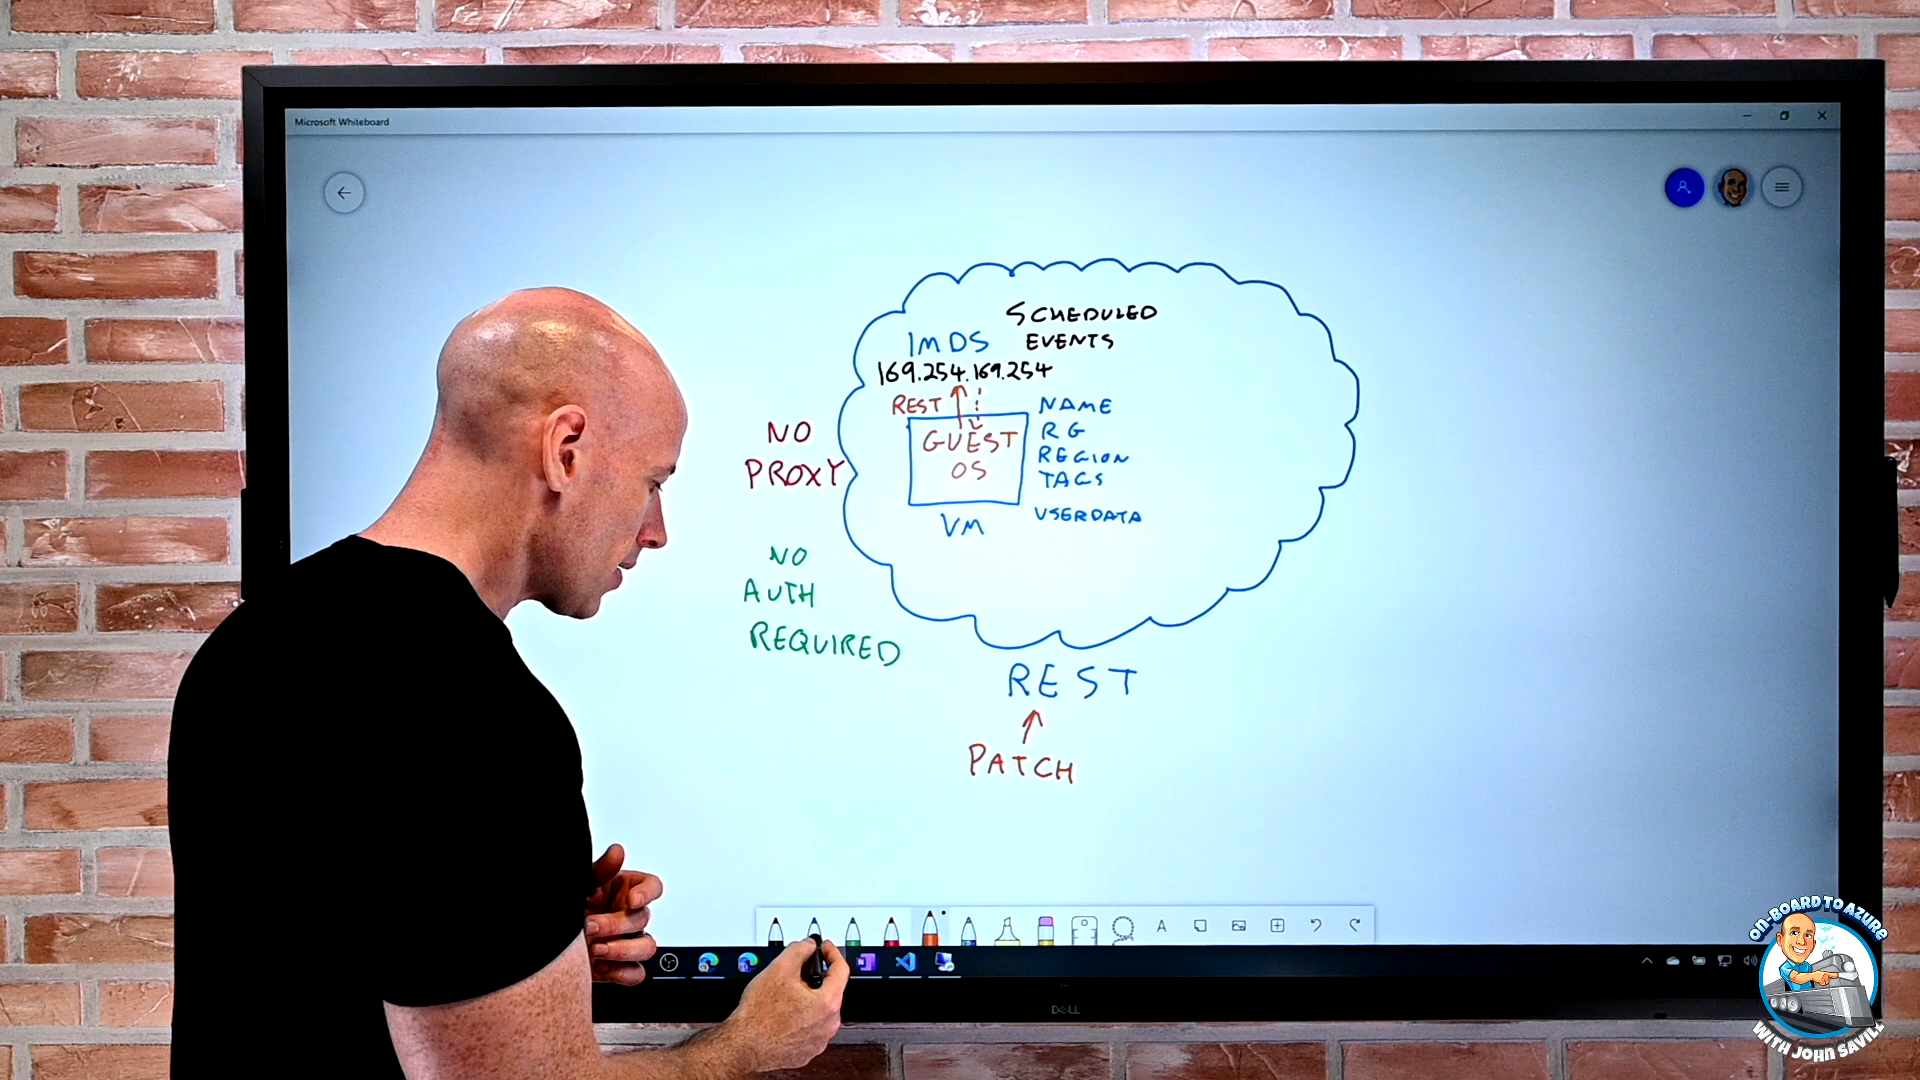 Microsoft Whiteboard
SCHEDULED
EVENTS
IMDS
169.254.169.254
REST
NAME
RG
REGION
TAGS
USERDATA
GUEST
OS
VM
NO
PROXY
NO
AUTH
REQUIRED
REST
PATCH
A
DELL
ON-BOARD TO AZURE
WITH JOHN SAVILL